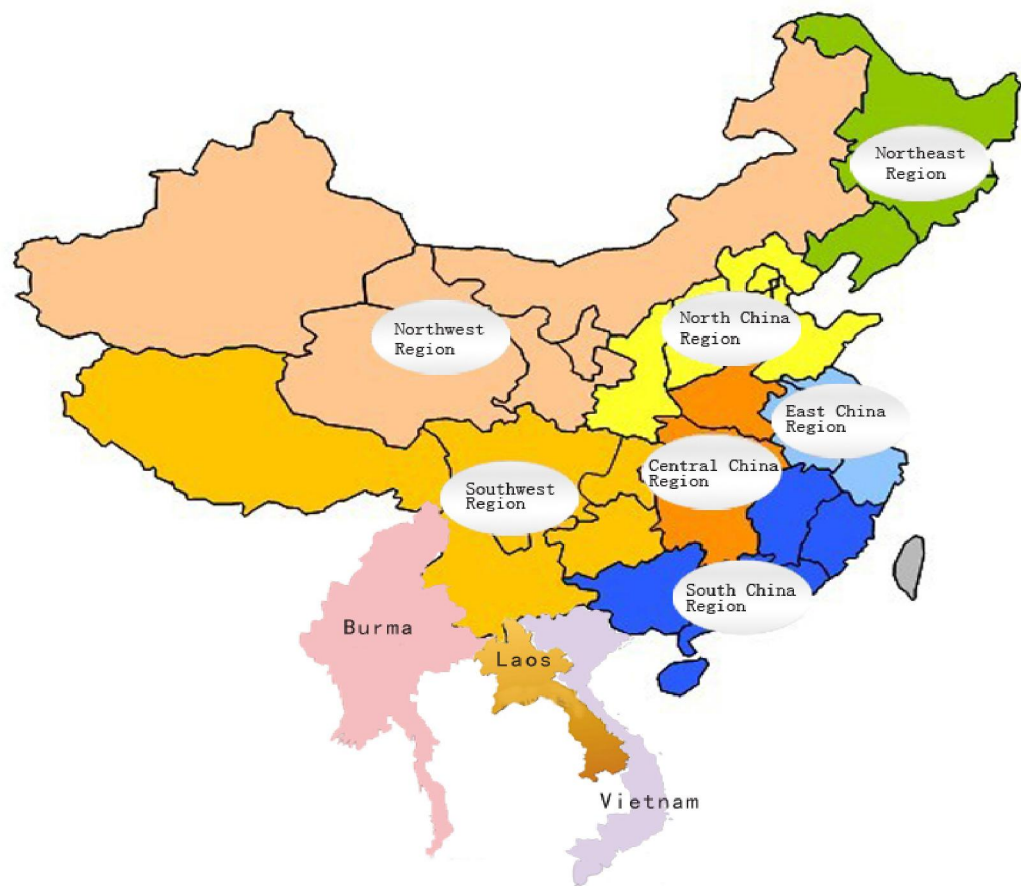 Northeast
Region
North China
Region
Northwest
Region
East China
Region
Central China
Region
Southwest
Region
South China
Region
Burma
Laos
Vietnam